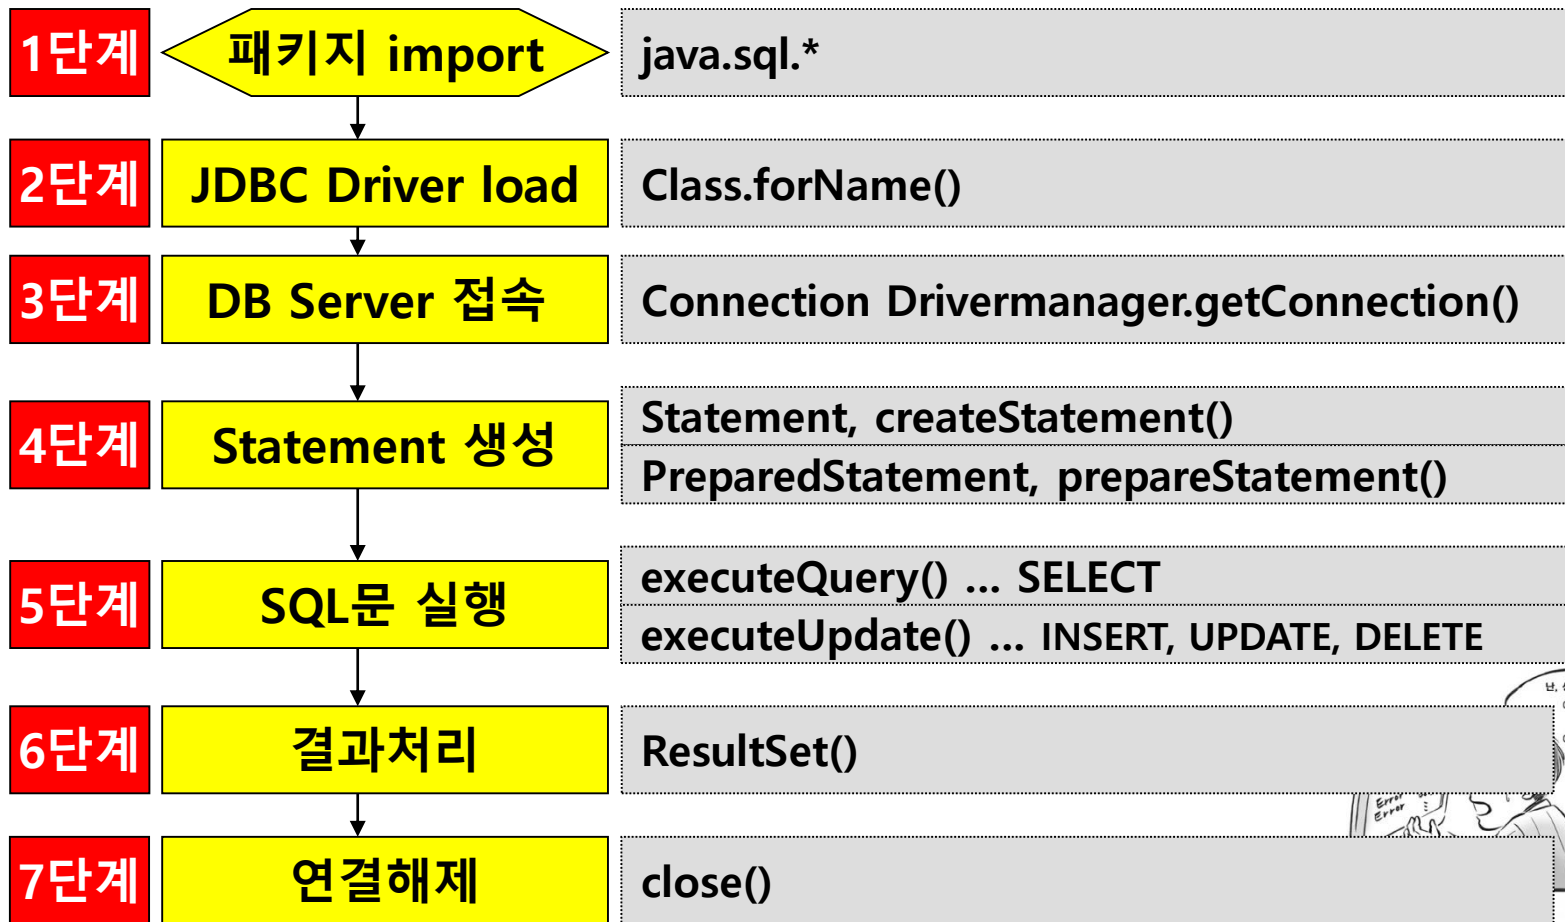 1단계 패키지 import java.sql.*
2단계 JDBC Driver load Class.forName()
3단계 DB Server 접속 Connection Drivermanager.getConnection()
4단계 Statement 생성 Statement, createStatement()
PreparedStatement, prepareStatement()
5단계 SQL문 실행 executeQuery() ... SELECT
executeUpdate() ... INSERT, UPDATE, DELETE
난,
6단계 결과처리 ResultSet()
Error
Error
7단계 연결해제 close()